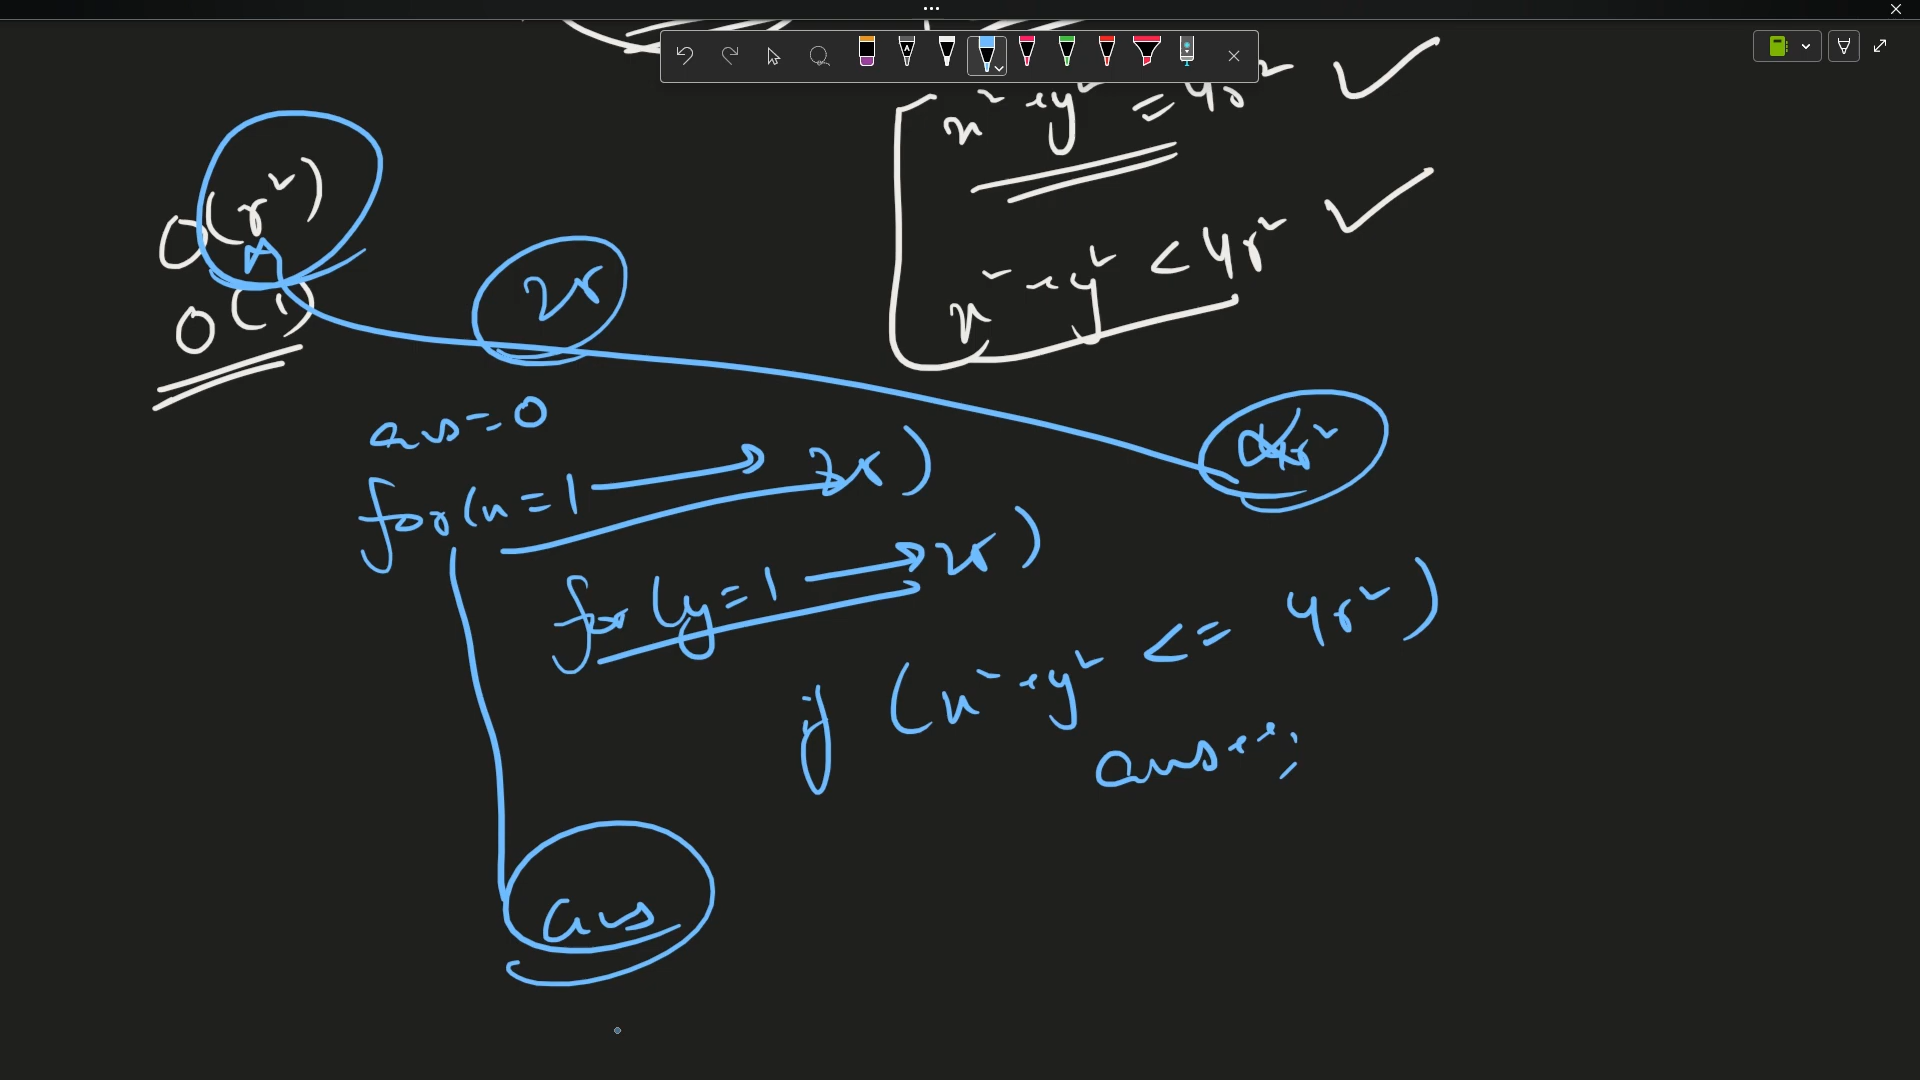 x² + y² = 4r²
O(r²)
x² + y² < 4r²
2r
O(1)
ans = 0
4r²
for (x = 1 → 2r)
for (y = 1 → 2r)
if (x² + y² <= 4r²)
ans++;
ans